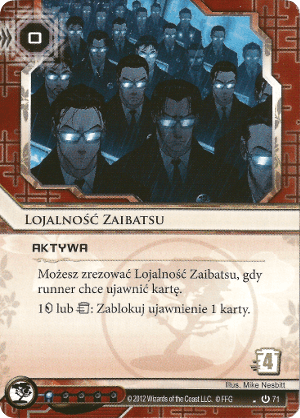 0
LOJALNOŚĆ ZAIBATSU
AKTYWA
Możesz zrezować Lojalność Zaibatsu, gdy
runner chce ujawnić kartę.
1 lub : Zablokuj ujawnienie 1 karty.
4
Illus. Mike Nesbitt
© 2012 Wizards of the Coast LLC. © FFG
71